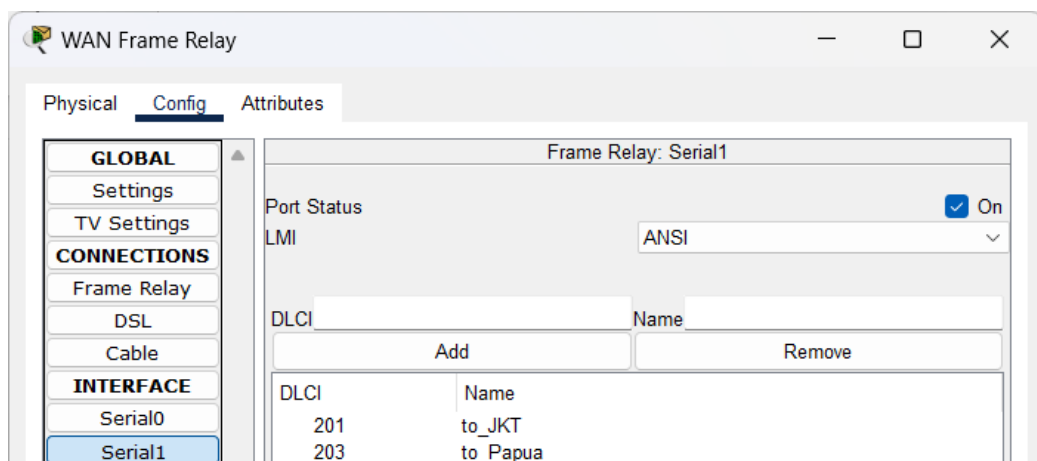 WAN Frame Relay
Physical Config Attributes
GLOBAL
Settings
TV Settings
CONNECTIONS
Frame Relay
DSL
Cable
INTERFACE
Serial0
Serial1
Frame Relay: Serial1
Port Status On
LMI ANSI
DLCI Name
Add Remove
DLCI Name
201 to_JKT
203 to_Papua